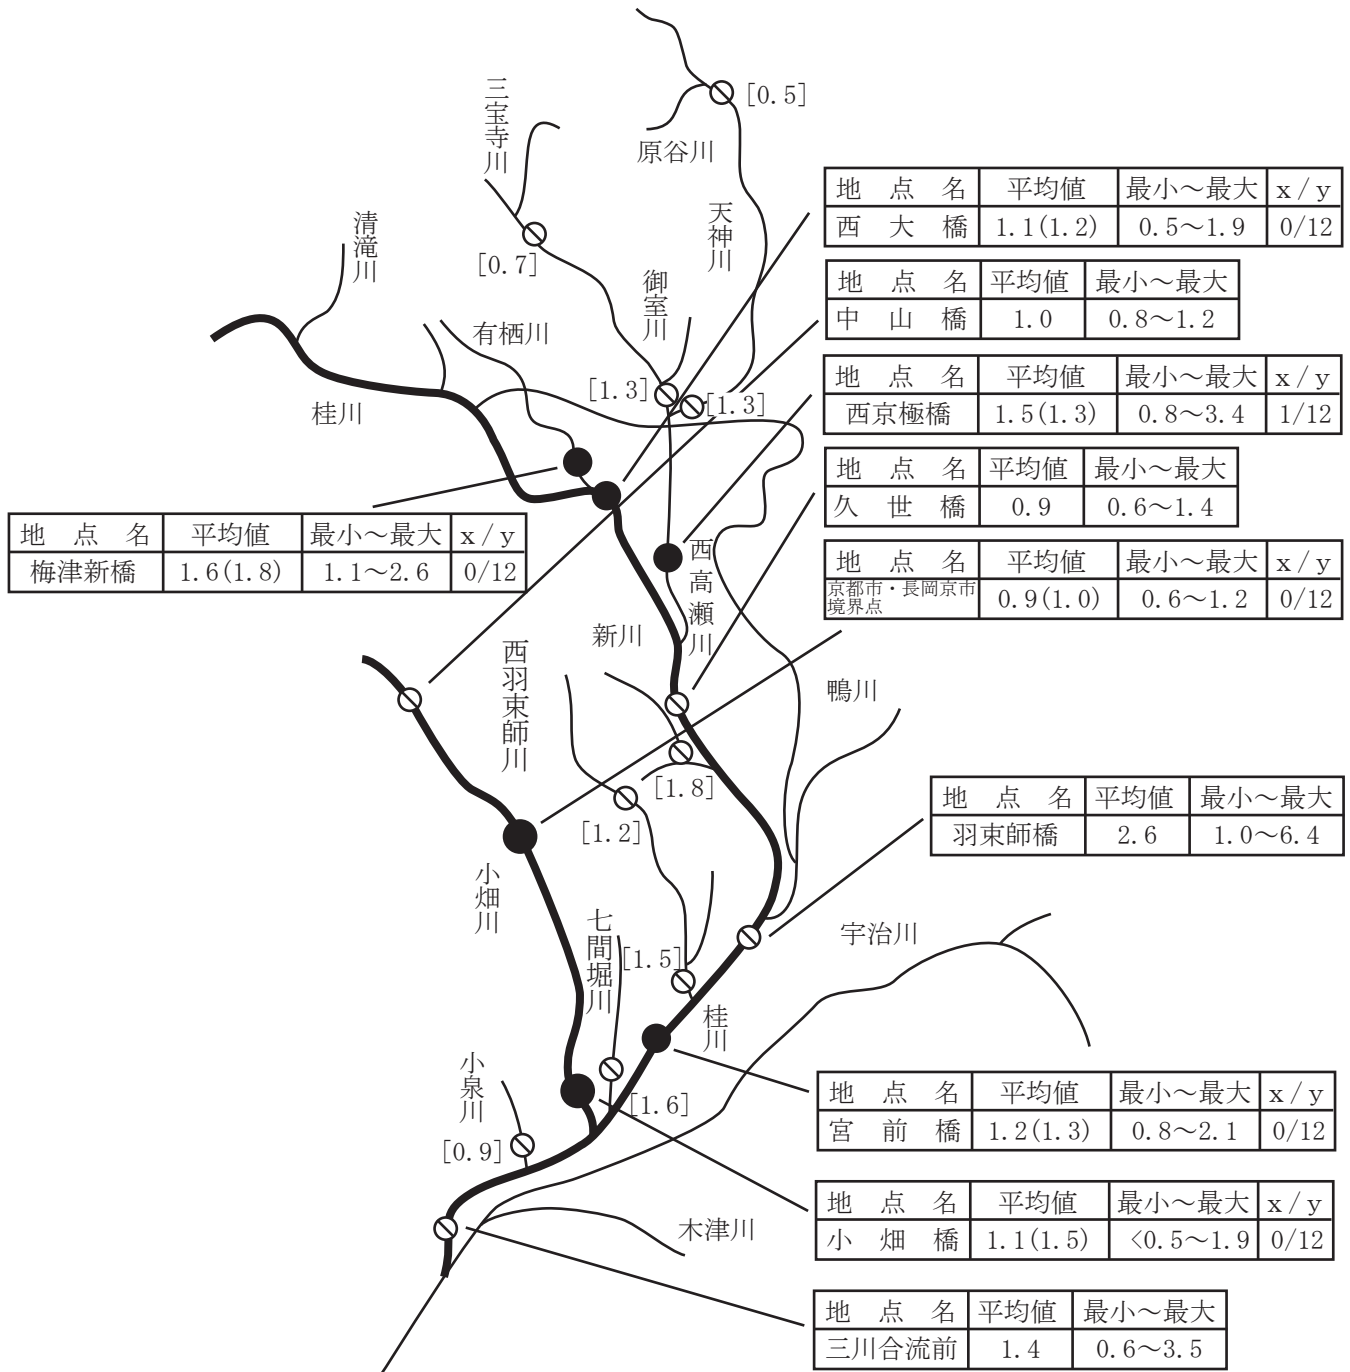 [0.5]
三宝寺川
原谷川
地点名 平均値 最小～最大 x/y
西大橋 1.1(1.2) 0.5～1.9 0/12
天神川
清滝川
[0.7]
御室川
地点名 平均値 最小～最大
中山橋 1.0 0.8～1.2
有栖川
[1.3]
[1.3]
桂川
地点名 平均値 最小～最大 x/y
西京極橋 1.5(1.3) 0.8～3.4 1/12
地点名 平均値 最小～最大
久世橋 0.9 0.6～1.4
地点名 平均値 最小～最大 x/y
梅津新橋 1.6(1.8) 1.1～2.6 0/12
西高瀬川
地点名 平均値 最小～最大 x/y
京都市・長岡京市
境界点 0.9(1.0) 0.6～1.2 0/12
新川
西羽束師川
鴨川
[1.8]
[1.2]
地点名 平均値 最小～最大
羽束師橋 2.6 1.0～6.4
小畑川
七間堀川
宇治川
[1.5]
桂川
小泉川
[1.6]
地点名 平均値 最小～最大 x/y
宮前橋 1.2(1.3) 0.8～2.1 0/12
[0.9]
地点名 平均値 最小～最大 x/y
小畑橋 1.1(1.5) <0.5～1.9 0/12
木津川
地点名 平均値 最小～最大
三川合流前 1.4 0.6～3.5